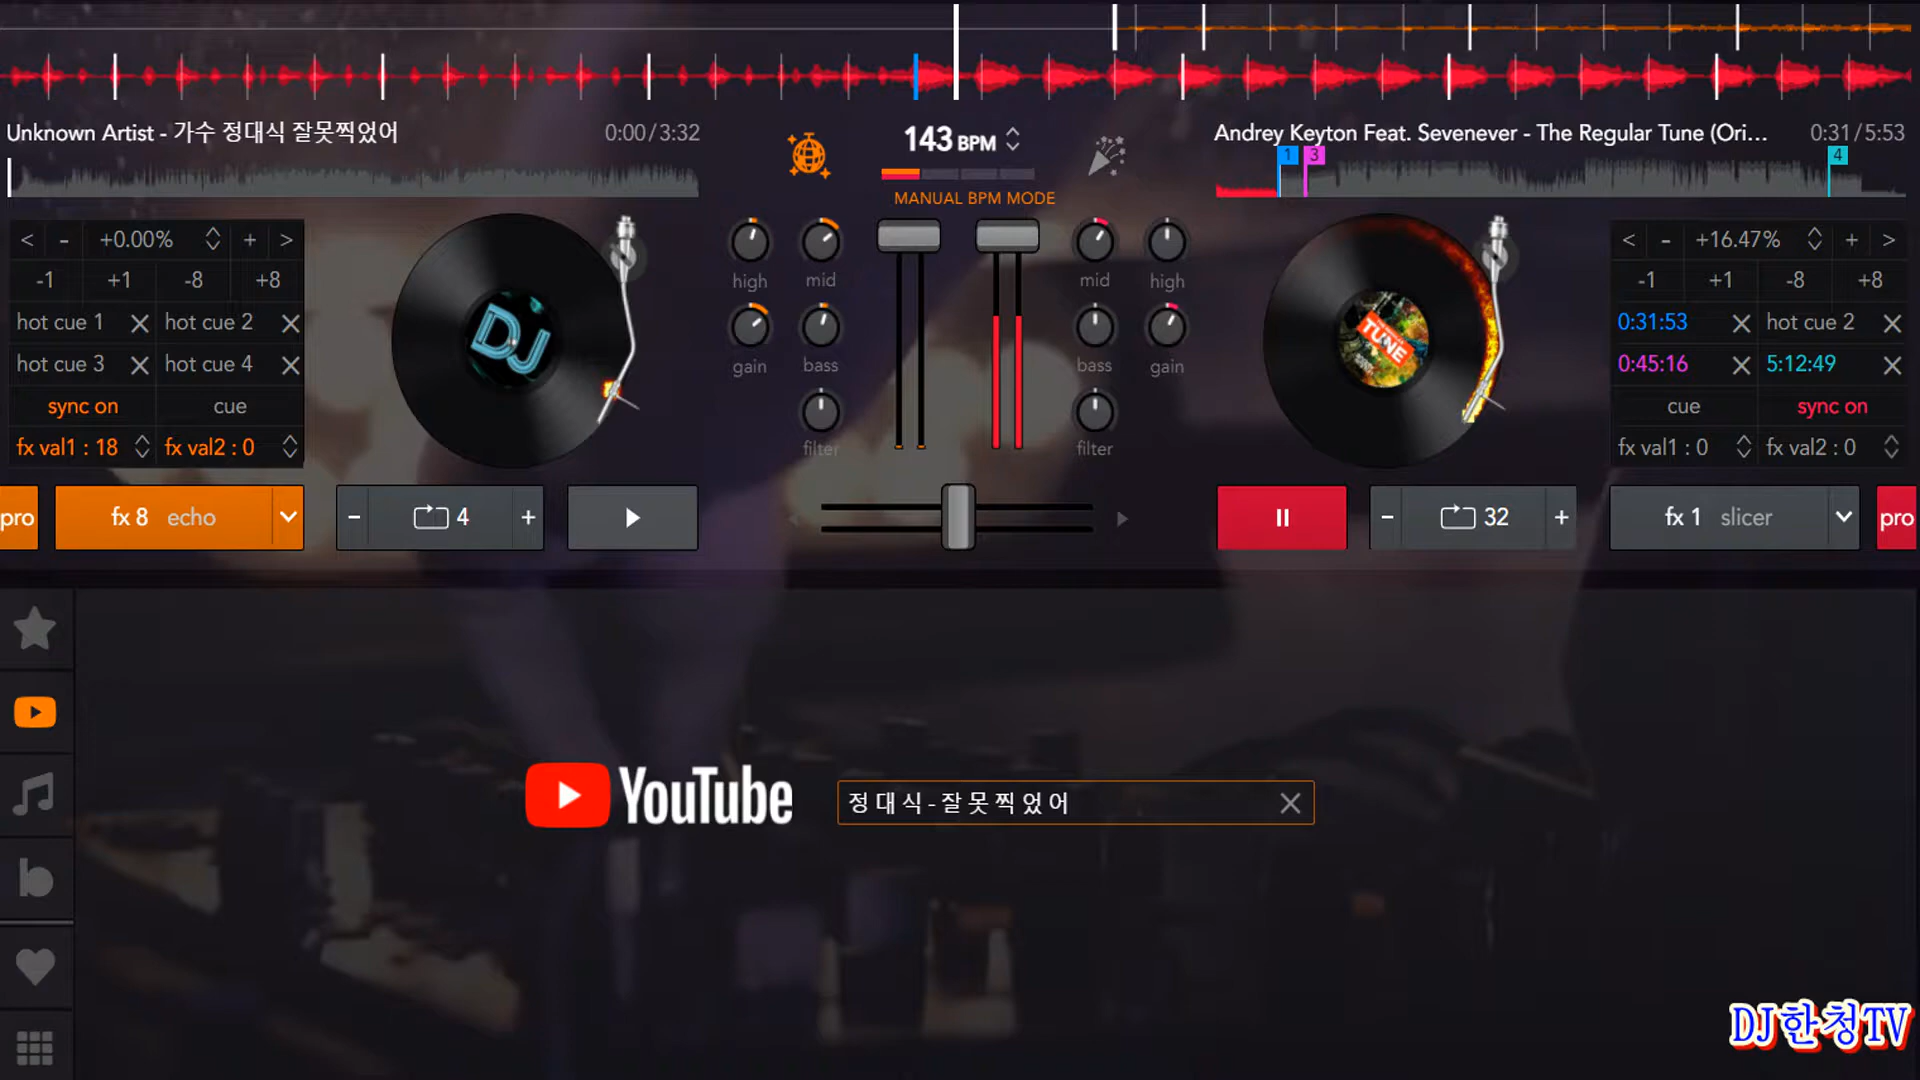 Unknown Artist - 가수 정대식 잘못찍었어
0:00/3:32
143 BPM
MANUAL BPM MODE
Andrey Keyton Feat. Sevenever - The Regular Tune (Ori...
0:31/5:53
1
3
4
< - +0.00% + >
-1 +1 -8 +8
hot cue 1 hot cue 2
hot cue 3 hot cue 4
sync on cue
fx val1 : 18 fx val2 : 0
DJ
high mid
gain bass
filter
mid high
bass gain
filter
TUNE
< - +16.47% + >
-1 +1 -8 +8
0:31:53 hot cue 2
0:45:16 5:12:49
cue sync on
fx val1 : 0 fx val2 : 0
pro
fx 8 echo
- 4 +
- 32 +
fx 1 slicer
pro
b
YouTube
정대식-잘못찍었어
DJ한청TV